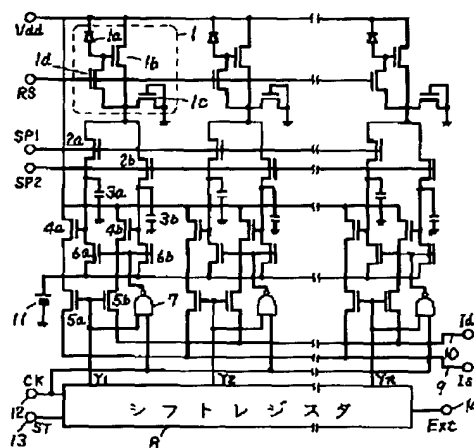 Vdd
1
1a
1b
1d
RS
1c
SP1
2a
2b
SP2
3a
3b
4a
4b
6a
6b
11
5a
5b
7
Id
10
Is
9
CK
12
Y1
Y2
Yn
13
ST
シフトレジスタ
14
Ext
8